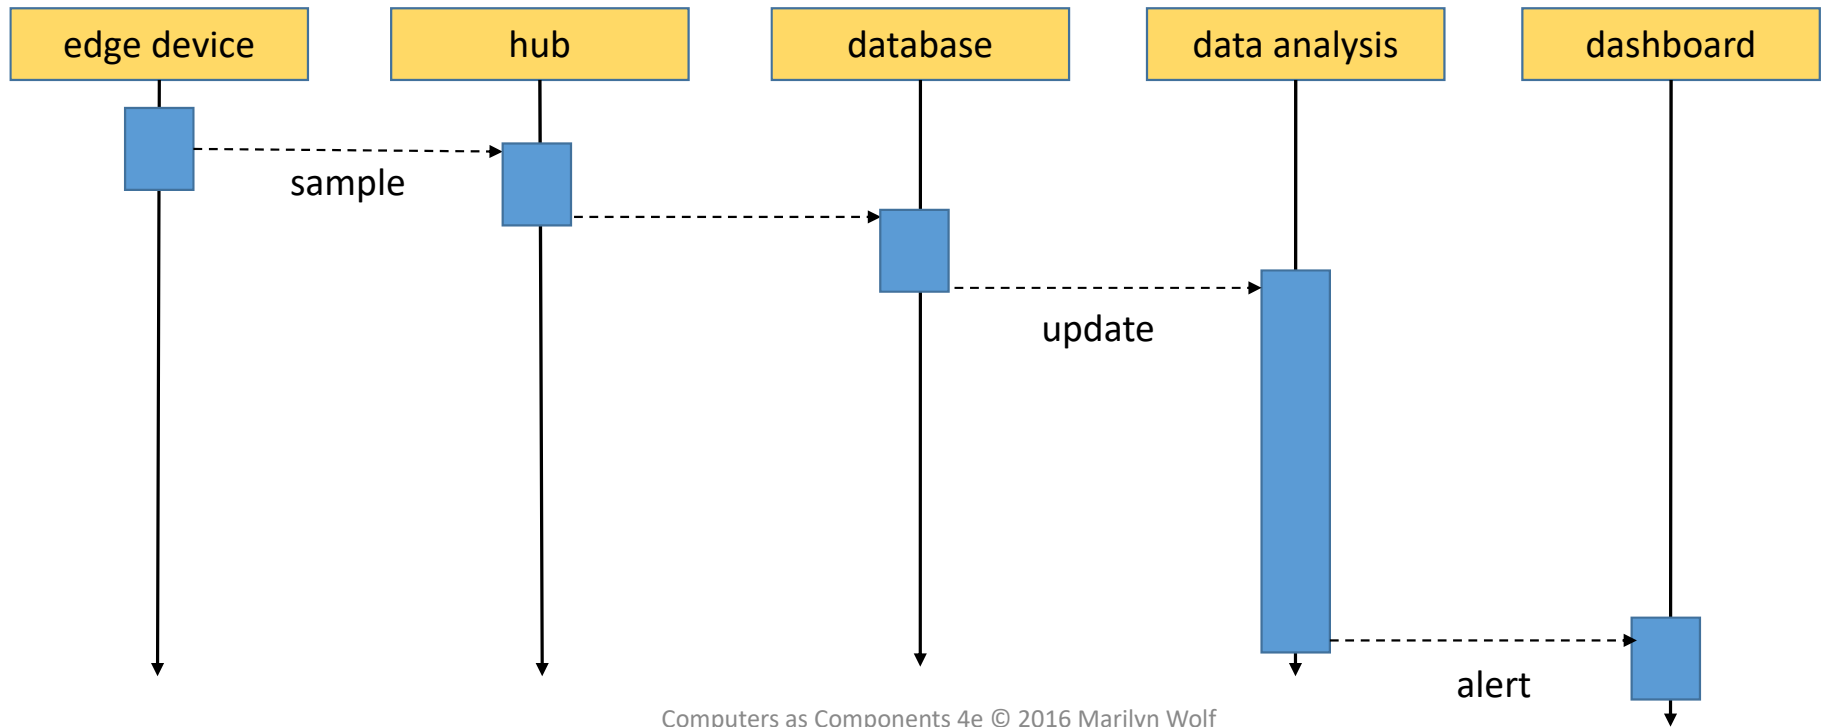 edge device
hub
database
data analysis
dashboard
sample
update
alert
Computers as Components 4e © 2016 Marilyn Wolf